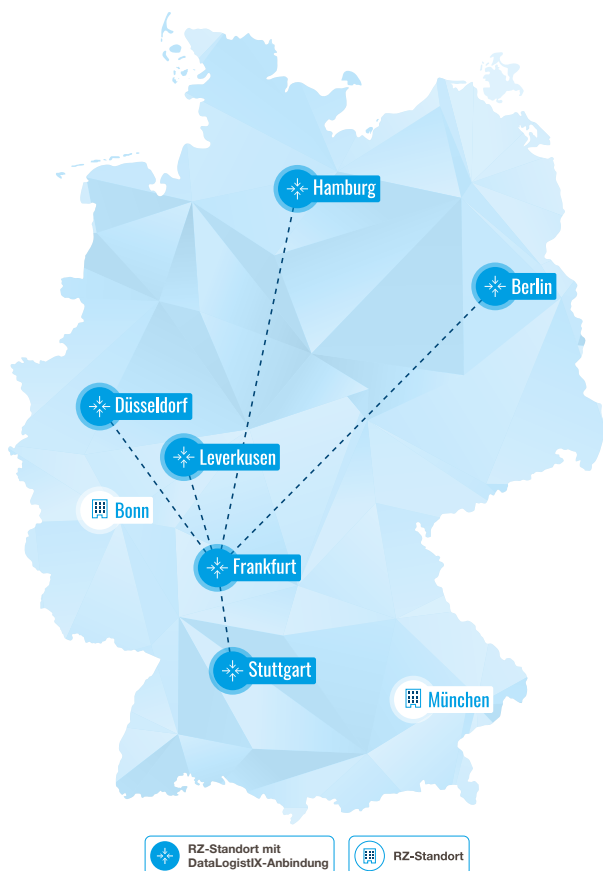 Hamburg
Berlin
Düsseldorf
Leverkusen
Bonn
Frankfurt
Stuttgart
München
RZ-Standort mit
DataLogistIX-Anbindung
RZ-Standort